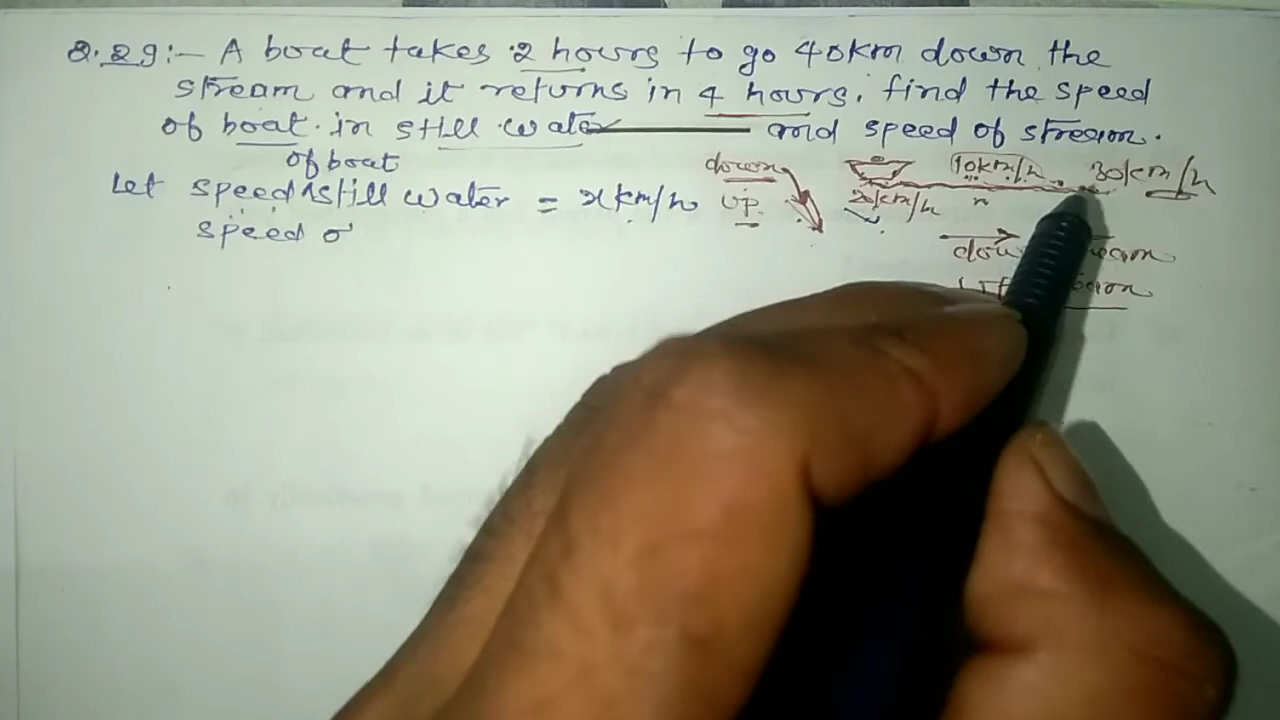 Q.29:- A boat takes 2 hours to go 40km down the
stream and it returns in 4 hours. find the speed
of boat in still water and speed of stream.
of boat
Let speed still water = x km/h
speed o
down
up
10km/h
30km/h